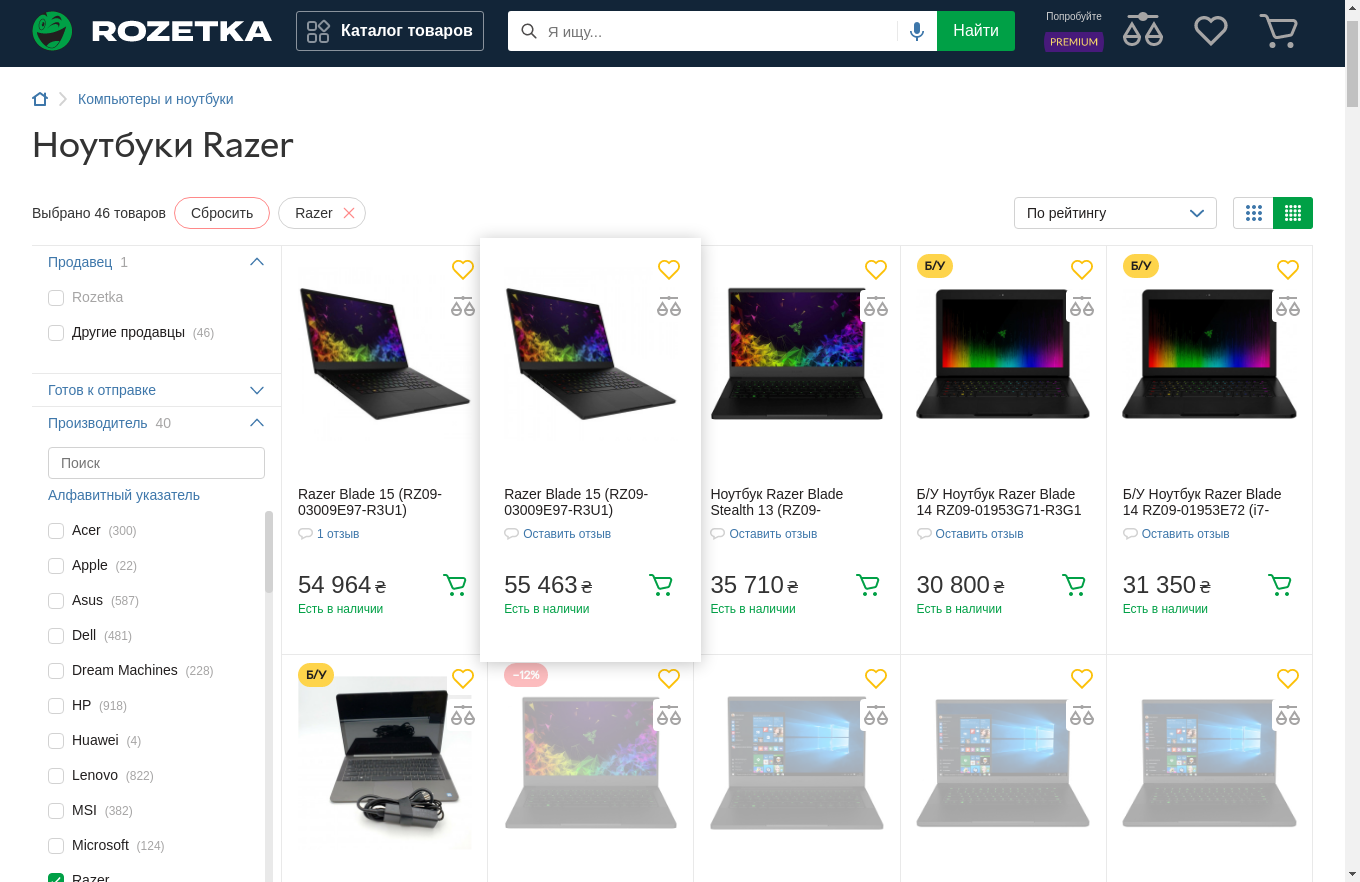 ROZETKA
Каталог товаров
Я ищу...
Найти
Попробуйте
PREMIUM
Компьютеры и ноутбуки
Ноутбуки Razer
Выбрано 46 товаров
Сбросить
Razer
По рейтингу
Продавец 1
Rozetka
Другие продавцы (46)
Готов к отправке
Производитель 40
Поиск
Алфавитный указатель
Acer (300)
Apple (22)
Asus (587)
Dell (481)
Dream Machines (228)
HP (918)
Huawei (4)
Lenovo (822)
MSI (382)
Microsoft (124)
Razer
Razer Blade 15 (RZ09-
03009E97-R3U1)
1 отзыв
54 964 ₴
Есть в наличии
Razer Blade 15 (RZ09-
03009E97-R3U1)
Оставить отзыв
55 463 ₴
Есть в наличии
Ноутбук Razer Blade
Stealth 13 (RZ09-
Оставить отзыв
35 710 ₴
Есть в наличии
Б/У
Б/У Ноутбук Razer Blade
14 RZ09-01953G71-R3G1
Оставить отзыв
30 800 ₴
Есть в наличии
Б/У
Б/У Ноутбук Razer Blade
14 RZ09-01953E72 (i7-
Оставить отзыв
31 350 ₴
Есть в наличии
Б/У
−12%